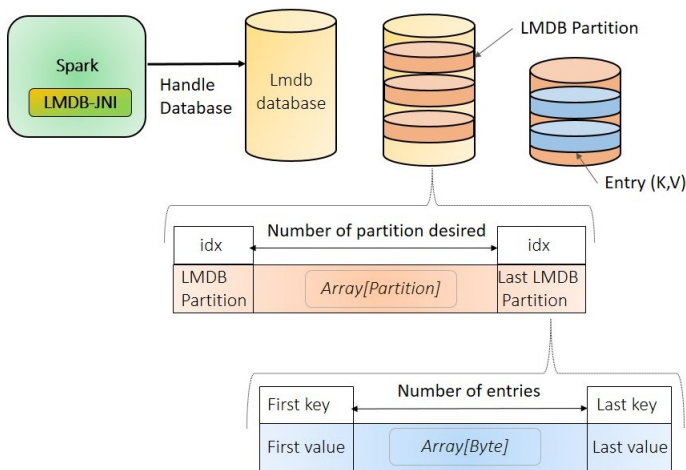 LMDB Partition
Spark
LMDB-JNI
Handle
Database
Lmdb
database
Entry (K,V)
idx
Number of partition desired
idx
LMDB
Partition
Array[Partition]
Last LMDB
Partition
First key
Number of entries
Last key
First value
Array[Byte]
Last value